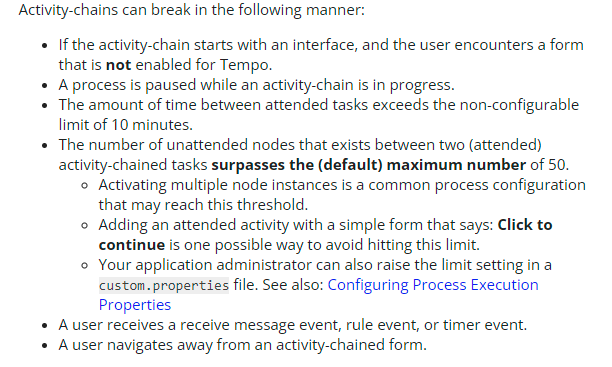 Activity-chains can break in the following manner:
• If the activity-chain starts with an interface, and the user encounters a form
that is not enabled for Tempo.
• A process is paused while an activity-chain is in progress.
• The amount of time between attended tasks exceeds the non-configurable
limit of 10 minutes.
• The number of unattended nodes that exists between two (attended)
activity-chained tasks surpasses the (default) maximum number of 50.
◦ Activating multiple node instances is a common process configuration
that may reach this threshold.
◦ Adding an attended activity with a simple form that says: Click to
continue is one possible way to avoid hitting this limit.
◦ Your application administrator can also raise the limit setting in a
custom.properties file. See also: Configuring Process Execution
Properties
• A user receives a receive message event, rule event, or timer event.
• A user navigates away from an activity-chained form.